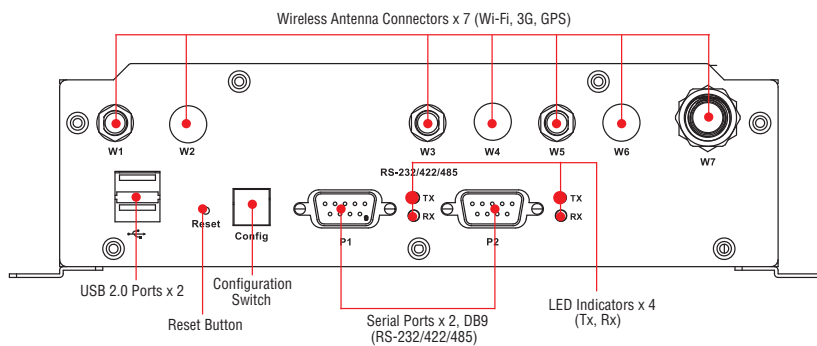 Wireless Antenna Connectors x 7 (Wi-Fi, 3G, GPS)
W1
W2
W3
W4
W5
W6
W7
RS-232/422/485
TX
RX
TX
RX
Reset
Config
P1
P2
USB 2.0 Ports x 2
Reset Button
Configuration
Switch
Serial Ports x 2, DB9
(RS-232/422/485)
LED Indicators x 4
(Tx, Rx)